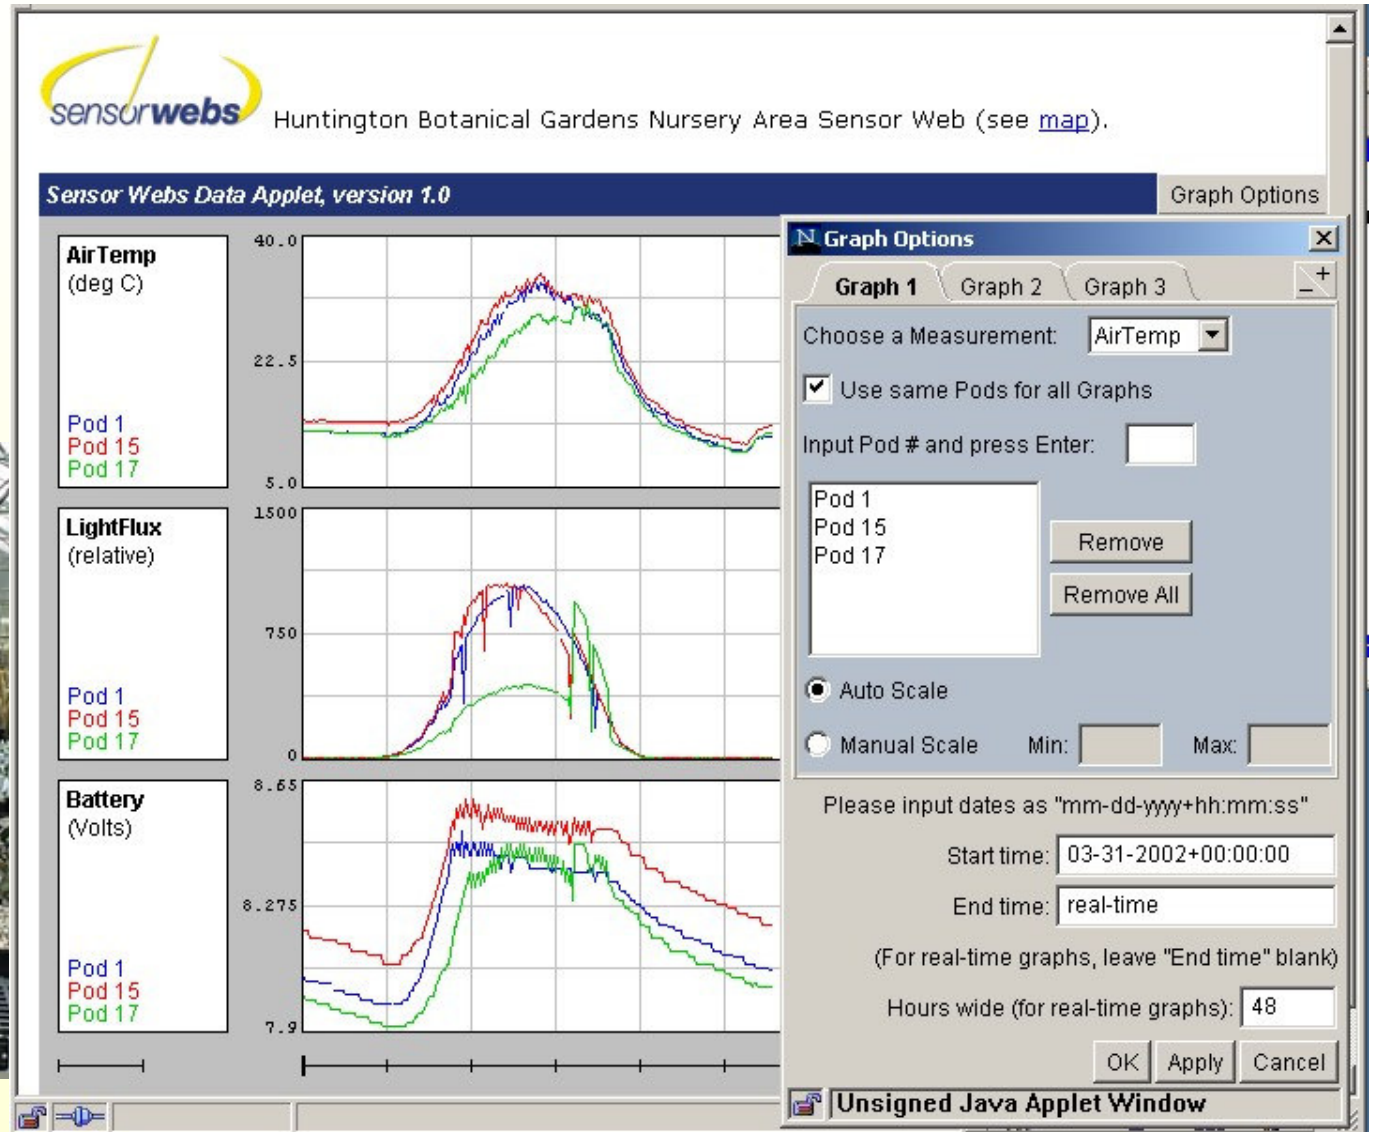 sensorwebs
Huntington Botanical Gardens Nursery Area Sensor Web (see map).
Sensor Webs Data Applet, version 1.0
Graph Options
AirTemp
(deg C)
Pod 1
Pod 15
Pod 17
40.0
22.5
5.0
LightFlux
(relative)
Pod 1
Pod 15
Pod 17
1500
750
0
Battery
(Volts)
Pod 1
Pod 15
Pod 17
8.65
8.275
7.9
N Graph Options
Graph 1 Graph 2 Graph 3
Choose a Measurement: AirTemp
Use same Pods for all Graphs
Input Pod # and press Enter:
Pod 1
Pod 15
Pod 17
Remove
Remove All
Auto Scale
Manual Scale Min: Max:
Please input dates as "mm-dd-yyyy+hh:mm:ss"
Start time: 03-31-2002+00:00:00
End time: real-time
(For real-time graphs, leave "End time" blank)
Hours wide (for real-time graphs): 48
OK Apply Cancel
Unsigned Java Applet Window